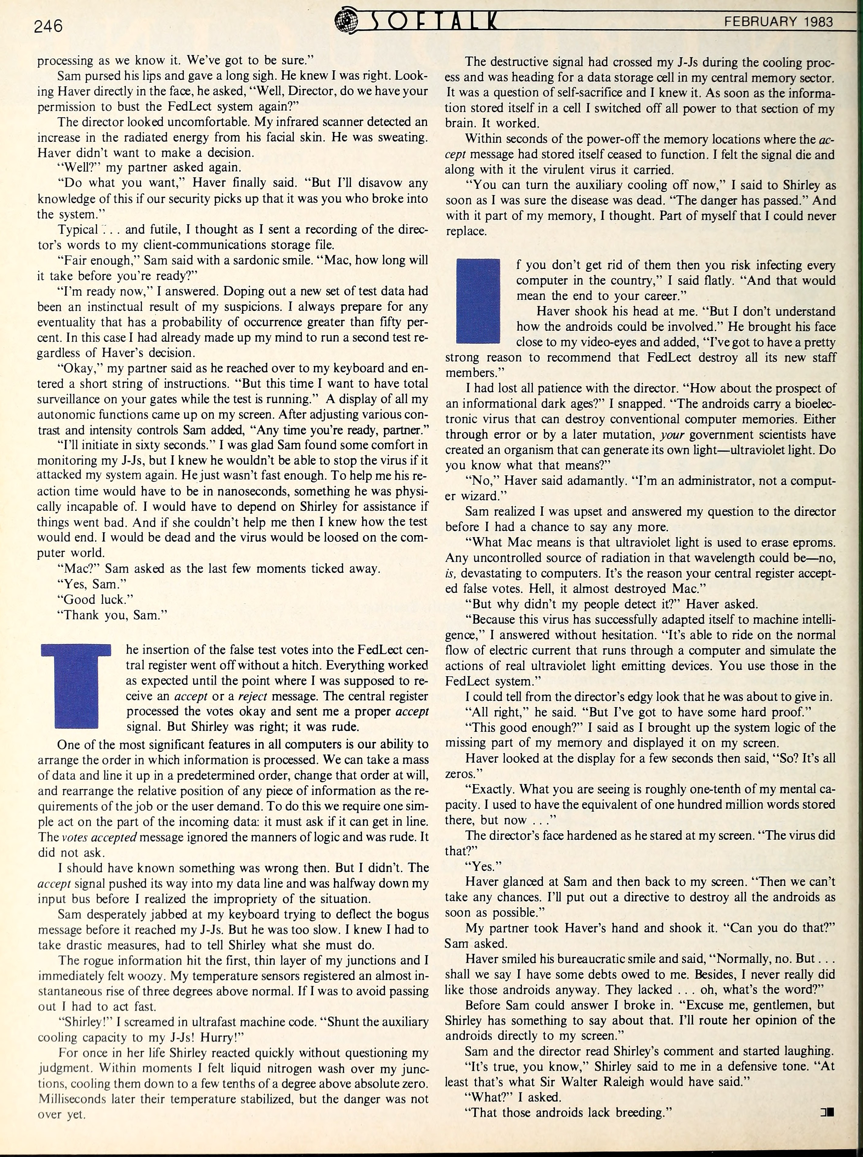 246
SOFTALK
FEBRUARY 1983
processing as we know it. We've got to be sure."
Sam pursed his lips and gave a long sigh. He knew I was right. Look-
ing Haver directly in the face, he asked, "Well, Director, do we have your
permission to bust the FedLect system again?"
The director looked uncomfortable. My infrared scanner detected an
increase in the radiated energy from his facial skin. He was sweating.
Haver didn't want to make a decision.
"Well?" my partner asked again.
"Do what you want," Haver finally said. "But I'll disavow any
knowledge of this if our security picks up that it was you who broke into
the system."
Typical . . . and futile, I thought as I sent a recording of the direc-
tor's words to my client-communications storage file.
"Fair enough," Sam said with a sardonic smile. "Mac, how long will
it take before you're ready?"
"I'm ready now," I answered. Doping out a new set of test data had
been an instinctual result of my suspicions. I always prepare for any
eventuality that has a probability of occurrence greater than fifty per-
cent. In this case I had already made up my mind to run a second test re-
gardless of Haver's decision.
"Okay," my partner said as he reached over to my keyboard and en-
tered a short string of instructions. "But this time I want to have total
surveillance on your gates while the test is running." A display of all my
autonomic functions came up on my screen. After adjusting various con-
trast and intensity controls Sam added, "Any time you're ready, partner."
"I'll initiate in sixty seconds." I was glad Sam found some comfort in
monitoring my J-Js, but I knew he wouldn't be able to stop the virus if it
attacked my system again. He just wasn't fast enough. To help me his re-
action time would have to be in nanoseconds, something he was physi-
cally incapable of. I would have to depend on Shirley for assistance if
things went bad. And if she couldn't help me then I knew how the test
would end. I would be dead and the virus would be loosed on the com-
puter world.
"Mac?" Sam asked as the last few moments ticked away.
"Yes, Sam."
"Good luck."
"Thank you, Sam."
The insertion of the false test votes into the FedLect cen-
tral register went off without a hitch. Everything worked
as expected until the point where I was supposed to re-
ceive an accept or a reject message. The central register
processed the votes okay and sent me a proper accept
signal. But Shirley was right; it was rude.
One of the most significant features in all computers is our ability to
arrange the order in which information is processed. We can take a mass
of data and line it up in a predetermined order, change that order at will,
and rearrange the relative position of any piece of information as the re-
quirements of the job or the user demand. To do this we require one sim-
ple act on the part of the incoming data: it must ask if it can get in line.
The votes accepted message ignored the manners of logic and was rude. It
did not ask.
I should have known something was wrong then. But I didn't. The
accept signal pushed its way into my data line and was halfway down my
input bus before I realized the impropriety of the situation.
Sam desperately jabbed at my keyboard trying to deflect the bogus
message before it reached my J-Js. But he was too slow. I knew I had to
take drastic measures, had to tell Shirley what she must do.
The rogue information hit the first, thin layer of my junctions and I
immediately felt woozy. My temperature sensors registered an almost in-
stantaneous rise of three degrees above normal. If I was to avoid passing
out I had to act fast.
"Shirley!" I screamed in ultrafast machine code. "Shunt the auxiliary
cooling capacity to my J-Js! Hurry!"
For once in her life Shirley reacted quickly without questioning my
judgment. Within moments I felt liquid nitrogen wash over my junc-
tions, cooling them down to a few tenths of a degree above absolute zero.
Milliseconds later their temperature stabilized, but the danger was not
over yet.
The destructive signal had crossed my J-Js during the cooling proc-
ess and was heading for a data storage cell in my central memory sector.
It was a question of self-sacrifice and I knew it. As soon as the informa-
tion stored itself in a cell I switched off all power to that section of my
brain. It worked.
Within seconds of the power-off the memory locations where the ac-
cept message had stored itself ceased to function. I felt the signal die and
along with it the virulent virus it carried.
"You can turn the auxiliary cooling off now," I said to Shirley as
soon as I was sure the disease was dead. "The danger has passed." And
with it part of my memory, I thought. Part of myself that I could never
replace.
If you don't get rid of them then you risk infecting every
computer in the country," I said flatly. "And that would
mean the end to your career."
Haver shook his head at me. "But I don't understand
how the androids could be involved." He brought his face
close to my video-eyes and added, "I've got to have a pretty
strong reason to recommend that FedLect destroy all its new staff
members."
I had lost all patience with the director. "How about the prospect of
an informational dark ages?" I snapped. "The androids carry a bioelec-
tronic virus that can destroy conventional computer memories. Either
through error or by a later mutation, your government scientists have
created an organism that can generate its own light—ultraviolet light. Do
you know what that means?"
"No," Haver said adamantly. "I'm an administrator, not a comput-
er wizard."
Sam realized I was upset and answered my question to the director
before I had a chance to say any more.
"What Mac means is that ultraviolet light is used to erase eproms.
Any uncontrolled source of radiation in that wavelength could be—no,
is, devastating to computers. It's the reason your central register accept-
ed false votes. Hell, it almost destroyed Mac."
"But why didn't my people detect it?" Haver asked.
"Because this virus has successfully adapted itself to machine intelli-
gence," I answered without hesitation. "It's able to ride on the normal
flow of electric current that runs through a computer and simulate the
actions of real ultraviolet light emitting devices. You use those in the
FedLect system."
I could tell from the director's edgy look that he was about to give in.
"All right," he said. "But I've got to have some hard proof."
"This good enough?" I said as I brought up the system logic of the
missing part of my memory and displayed it on my screen.
Haver looked at the display for a few seconds then said, "So? It's all
zeros."
"Exactly. What you are seeing is roughly one-tenth of my mental ca-
pacity. I used to have the equivalent of one hundred million words stored
there, but now . . ."
The director's face hardened as he stared at my screen. "The virus did
that?"
"Yes."
Haver glanced at Sam and then back to my screen. "Then we can't
take any chances. I'll put out a directive to destroy all the androids as
soon as possible."
My partner took Haver's hand and shook it. "Can you do that?"
Sam asked.
Haver smiled his bureaucratic smile and said, "Normally, no. But . . .
shall we say I have some debts owed to me. Besides, I never really did
like those androids anyway. They lacked . . . oh, what's the word?"
Before Sam could answer I broke in. "Excuse me, gentlemen, but
Shirley has something to say about that. I'll route her opinion of the
androids directly to my screen."
Sam and the director read Shirley's comment and started laughing.
"It's true, you know," Shirley said to me in a defensive tone. "At
least that's what Sir Walter Raleigh would have said."
"What?" I asked.
"That those androids lack breeding."